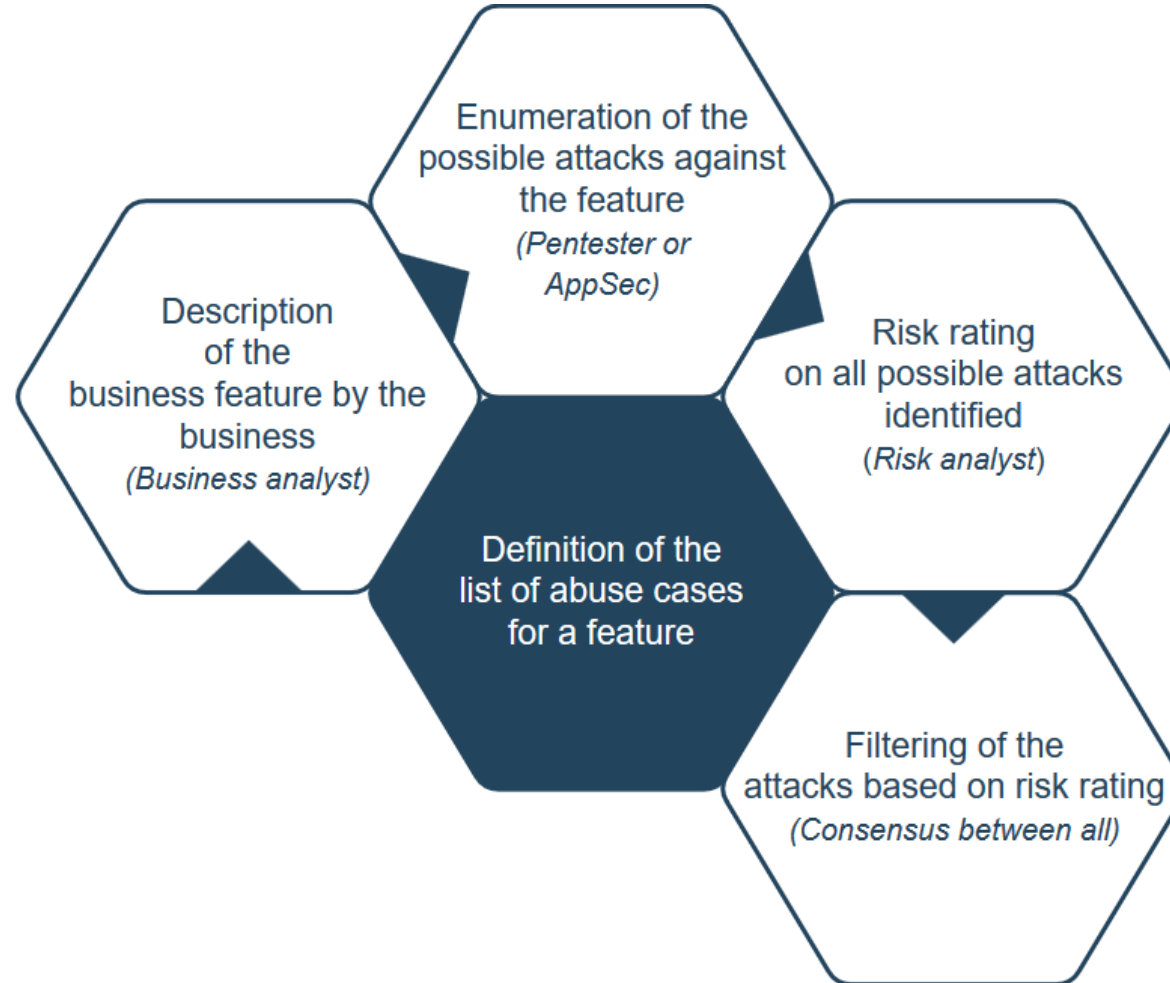 Enumeration of the
possible attacks against
the feature
(Pentester or
AppSec)
Description
of the
business feature by the
business
(Business analyst)
Risk rating
on all possible attacks
identified
(Risk analyst)
Definition of the
list of abuse cases
for a feature
Filtering of the
attacks based on risk rating
(Consensus between all)